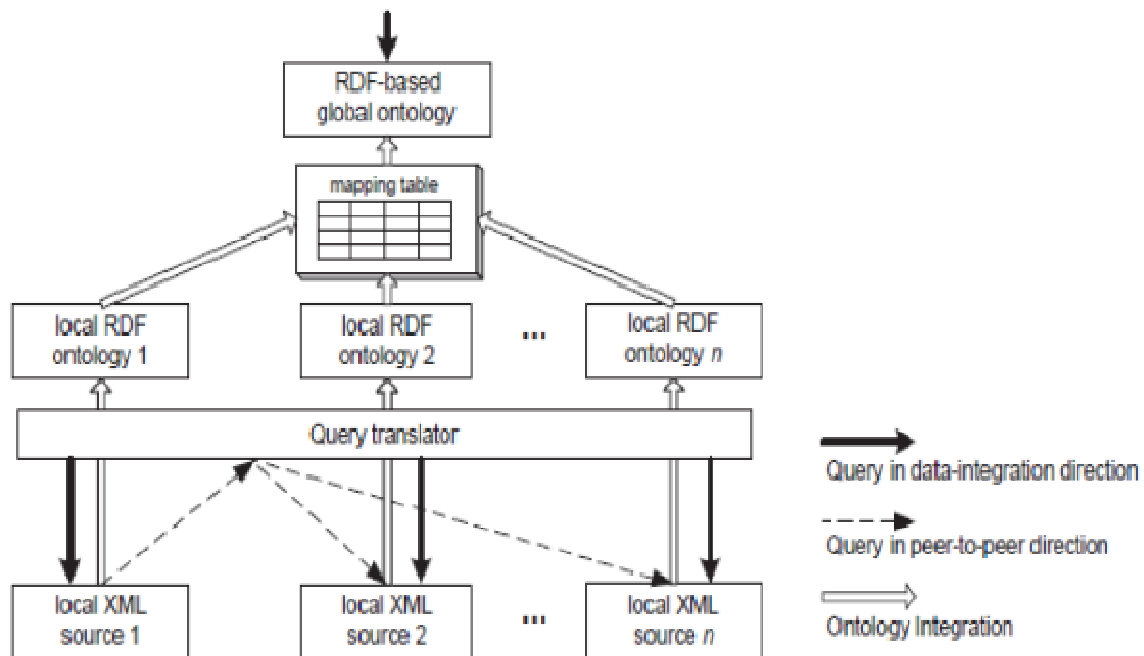 RDF-based
global ontology
mapping table
local RDF
ontology 1
local RDF
ontology 2
...
local RDF
ontology n
Query translator
Query in data-integration direction
Query in peer-to-peer direction
Ontology Integration
local XML
source 1
local XML
source 2
...
local XML
source n